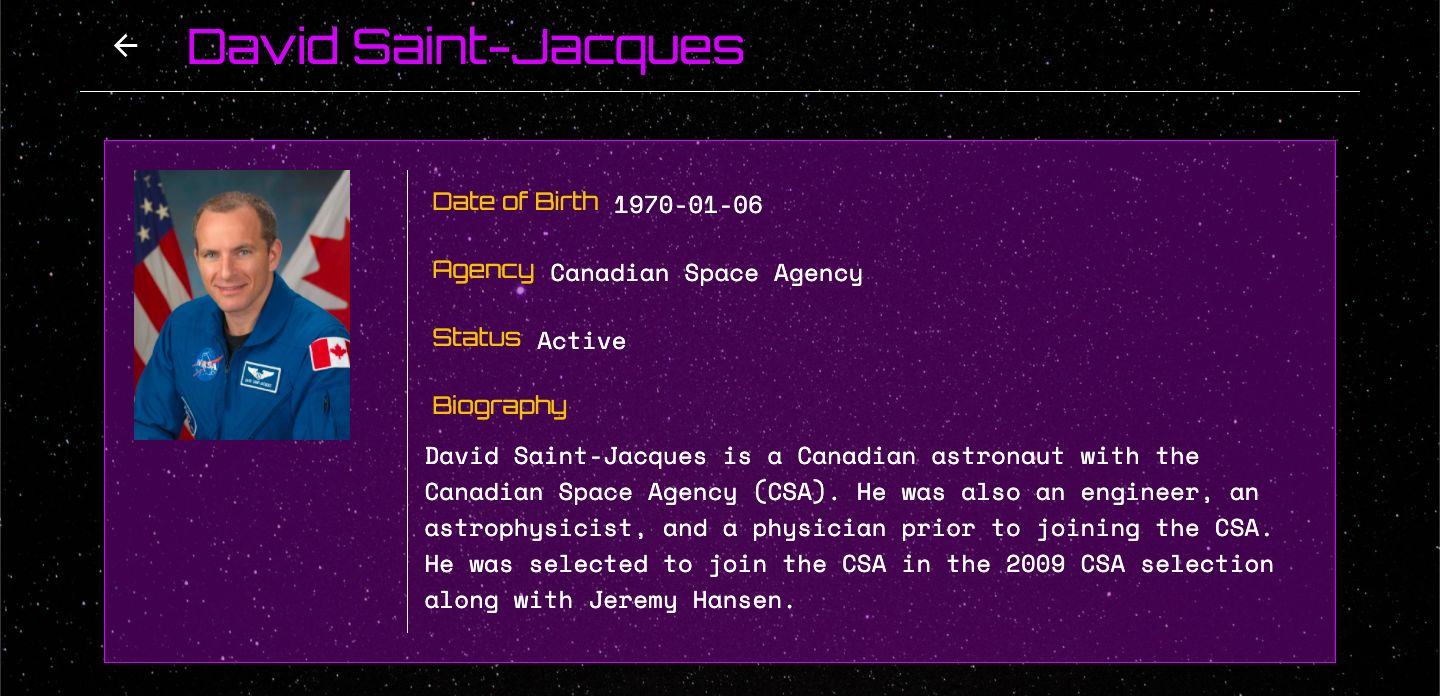 David Saint-Jacques
Date of Birth 1970-01-06
Agency Canadian Space Agency
Status Active
Biography
David Saint-Jacques is a Canadian astronaut with the
Canadian Space Agency (CSA). He was also an engineer, an
astrophysicist, and a physician prior to joining the CSA.
He was selected to join the CSA in the 2009 CSA selection
along with Jeremy Hansen.
NASA